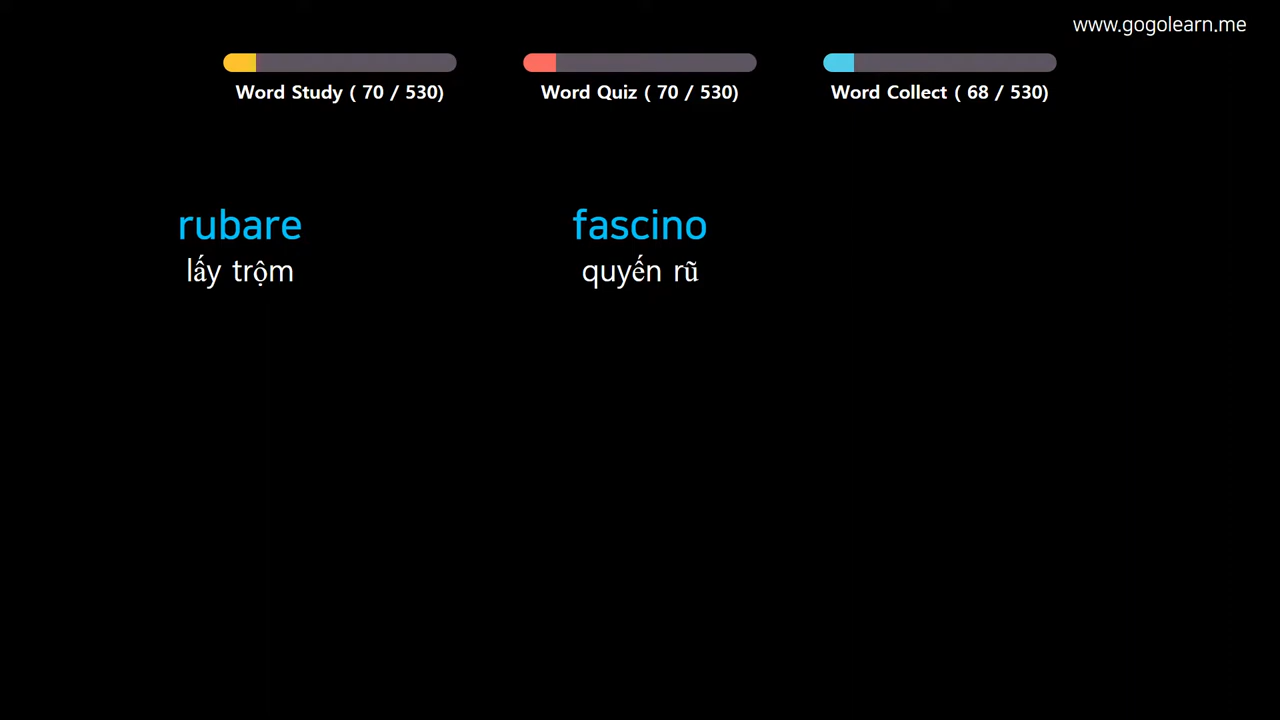 www.gogolearn.me
Word Study ( 70 / 530)
Word Quiz ( 70 / 530)
Word Collect ( 68 / 530)
rubare
lấy trộm
fascino
quyến rũ